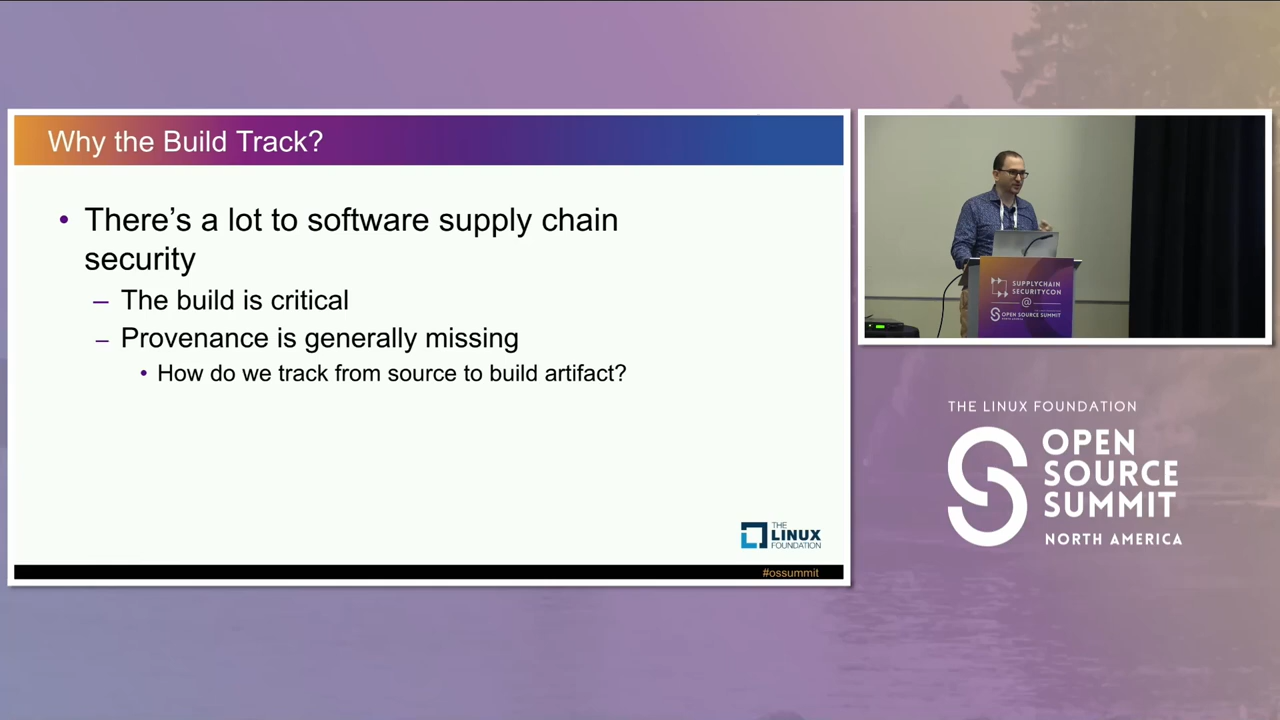 Why the Build Track?
• There’s a lot to software supply chain
security
– The build is critical
– Provenance is generally missing
• How do we track from source to build artifact?
THE
LINUX
FOUNDATION
#ossummit
SUPPLYCHAIN
SECURITYCON
@
OPEN SOURCE SUMMIT
NORTH AMERICA
THE LINUX FOUNDATION
OPEN
SOURCE
SUMMIT
NORTH AMERICA